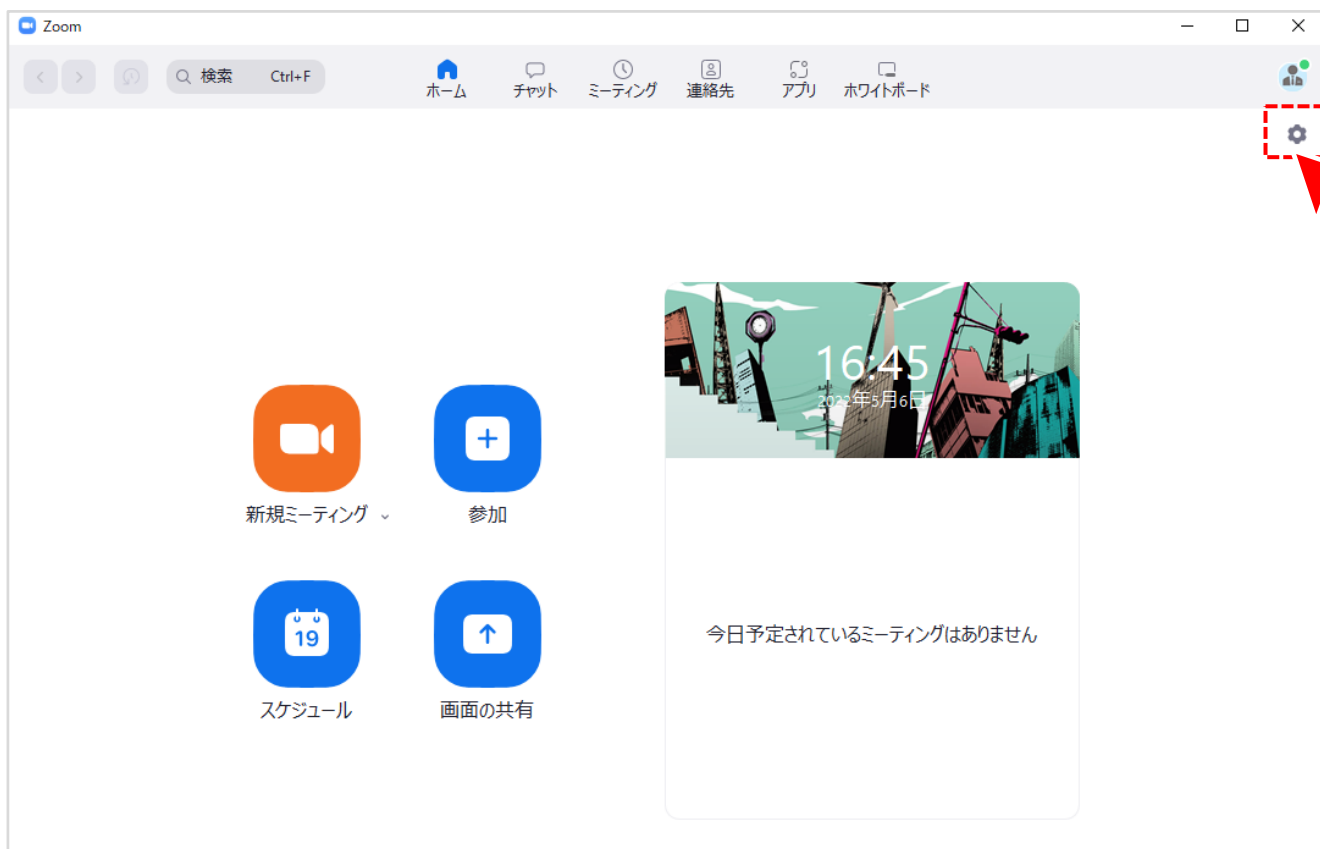 Zoom
検索 Ctrl+F
ホーム チャット ミーティング 連絡先 アプリ ホワイトボード
16:45
2022年5月6日
新規ミーティング 参加
19
スケジュール 画面の共有
今日予定されているミーティングはありません